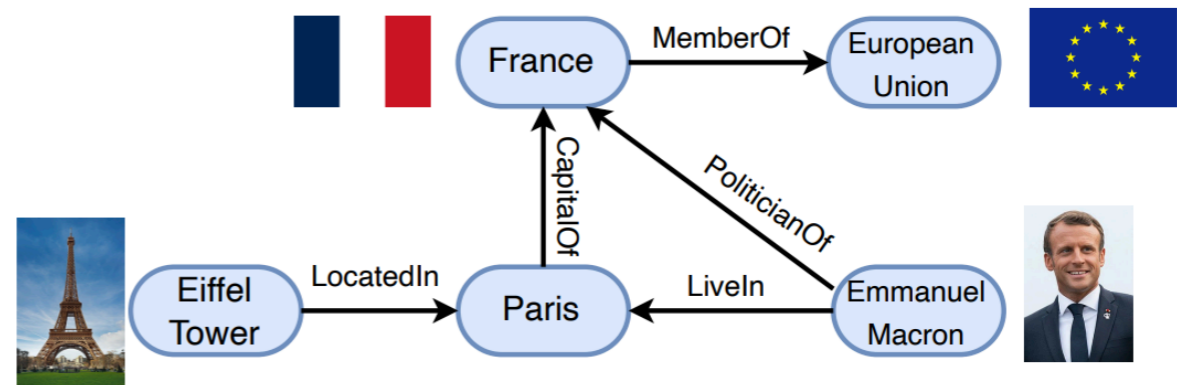 France
MemberOf
European
Union
CapitalOf
PoliticianOf
Eiffel
Tower
LocatedIn
Paris
LiveIn
Emmanuel
Macron